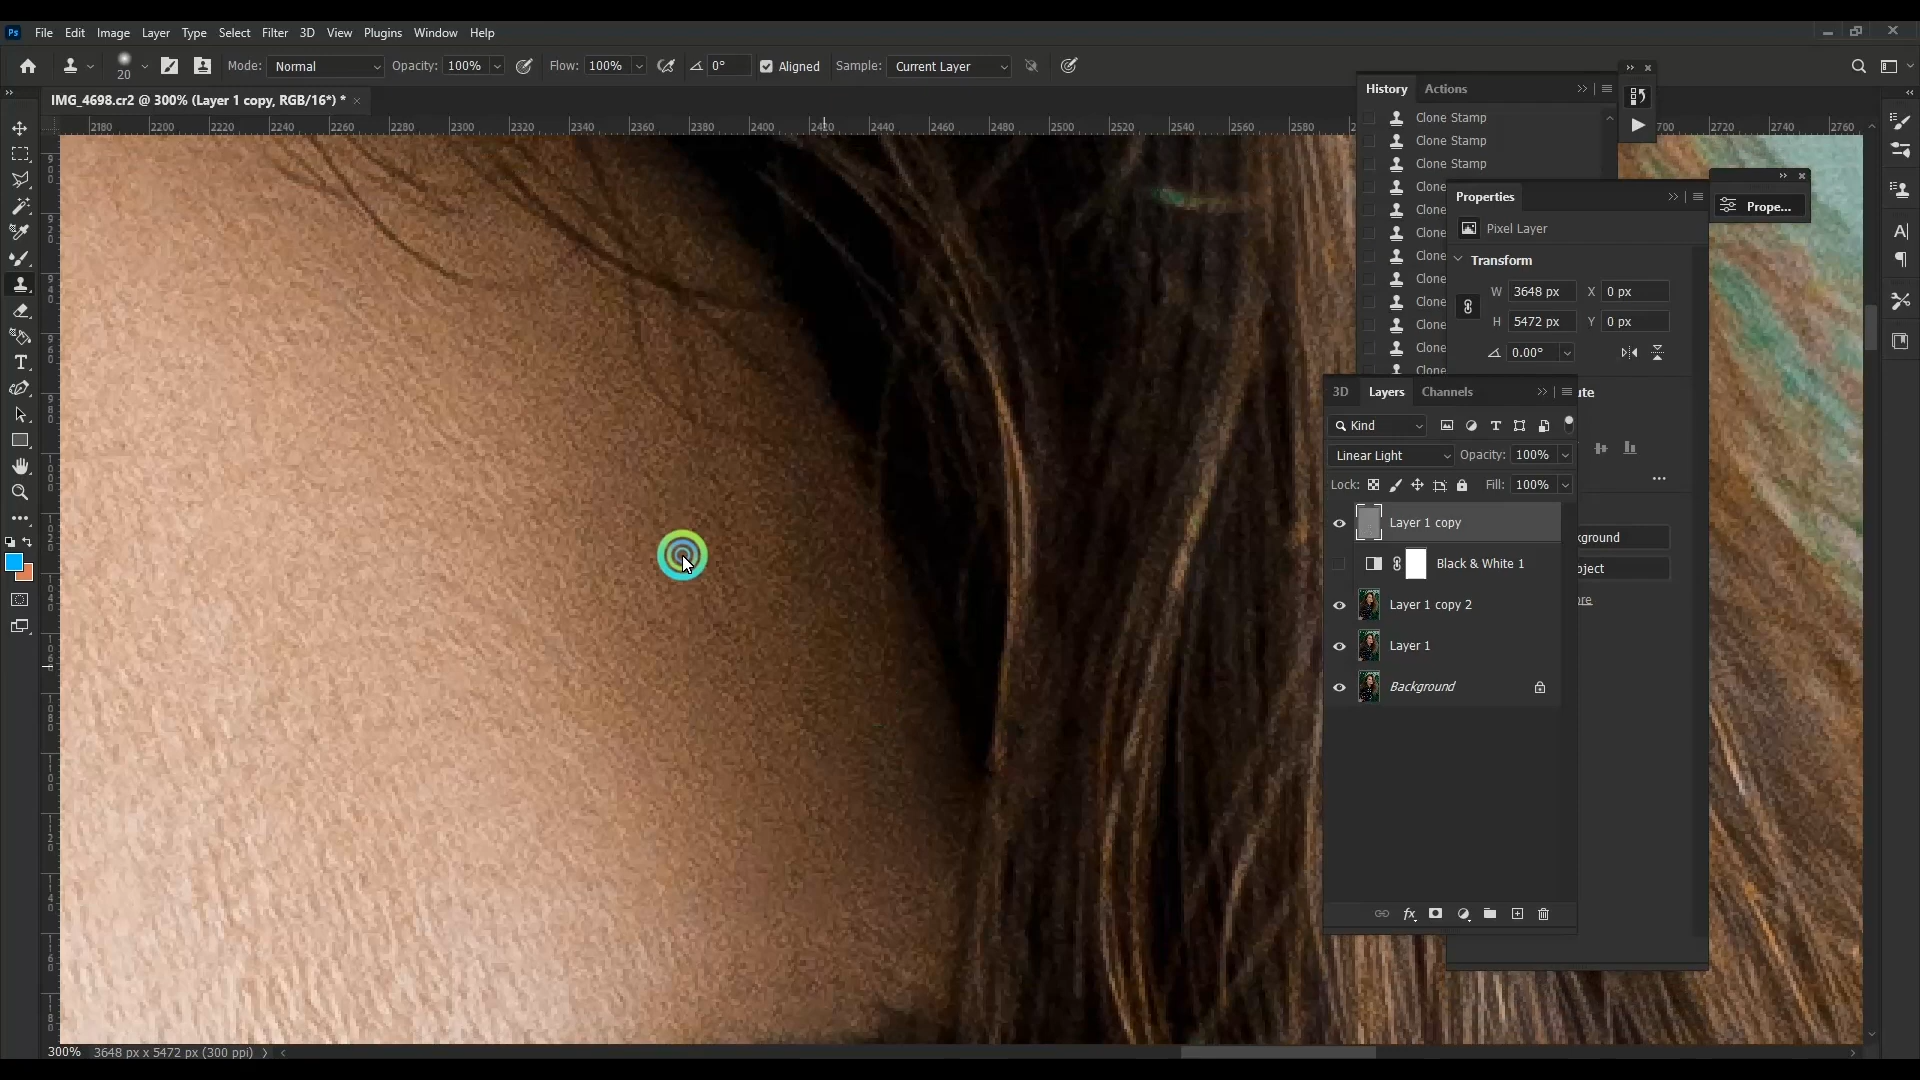 Ps File Edit Image Layer Type Select Filter 3D View Plugins Window Help
20 Mode: Normal Opacity: 100% Flow: 100% 0° Aligned Sample: Current Layer
IMG_4698.cr2 @ 300% (Layer 1 copy, RGB/16*) *
2180 2200 2220 2240 2260 2280 2300 2320 2340 2360 2380 2400 2420 2440 2460 2480 2500 2520 2540 2560 2580 2720 2740 2760
History Actions
Clone Stamp
Clone Stamp
Clone Stamp
Clone
Clone
Clone
Clone
Clone
Clone
Clone
Clone
Properties
Prope...
Pixel Layer
Transform
W 3648 px X 0 px
H 5472 px Y 0 px
0.00°
3D Layers Channels
Kind
Linear Light Opacity: 100%
Lock: Fill: 100%
Layer 1 copy
Black & White 1
Layer 1 copy 2
Layer 1
Background
300% 3648 px x 5472 px (300 ppi)